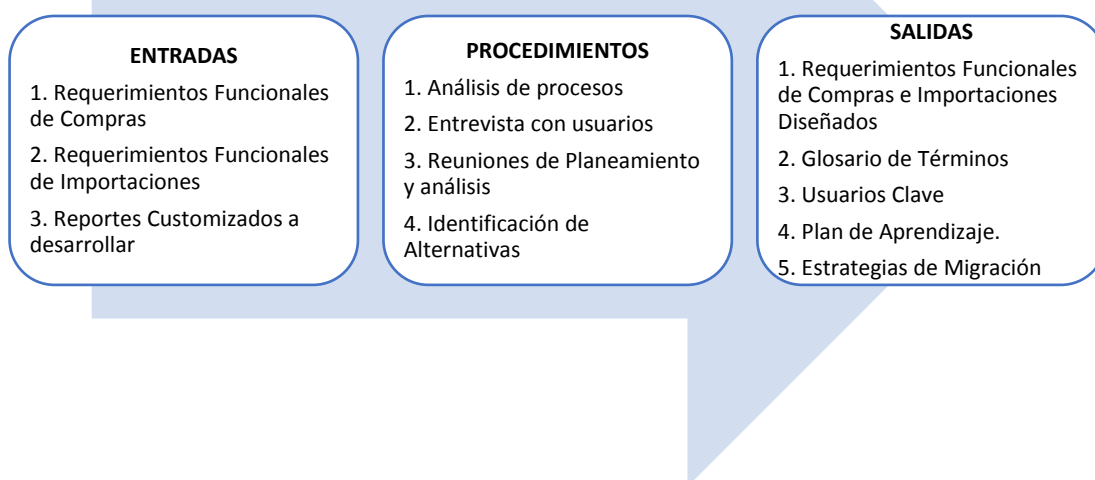 ENTRADAS
1. Requerimientos Funcionales
de Compras
2. Requerimientos Funcionales
de Importaciones
3. Reportes Customizados a
desarrollar
PROCEDIMIENTOS
1. Análisis de procesos
2. Entrevista con usuarios
3. Reuniones de Planeamiento
y análisis
4. Identificación de
Alternativas
SALIDAS
1. Requerimientos Funcionales
de Compras e Importaciones
Diseñados
2. Glosario de Términos
3. Usuarios Clave
4. Plan de Aprendizaje.
5. Estrategias de Migración